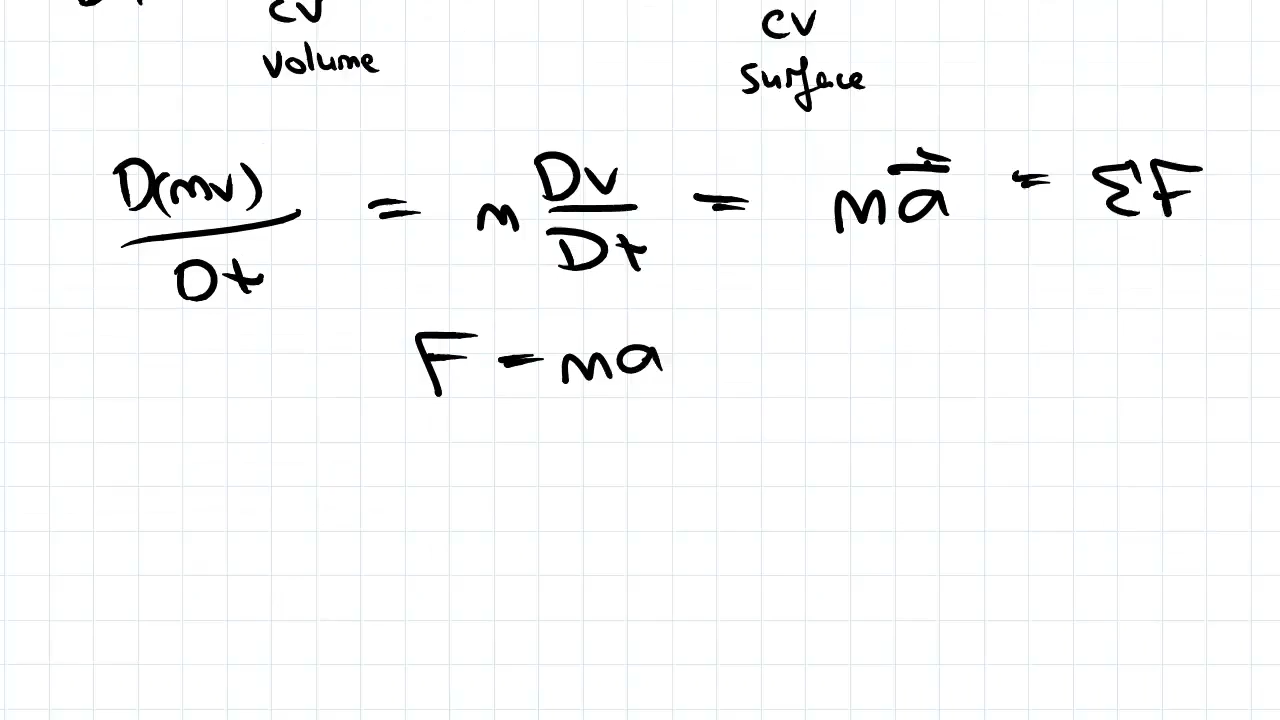 CV CV
volume surface
D(mv)/Dt = m Dv/Dt = ma⃗ = ΣF
F = ma